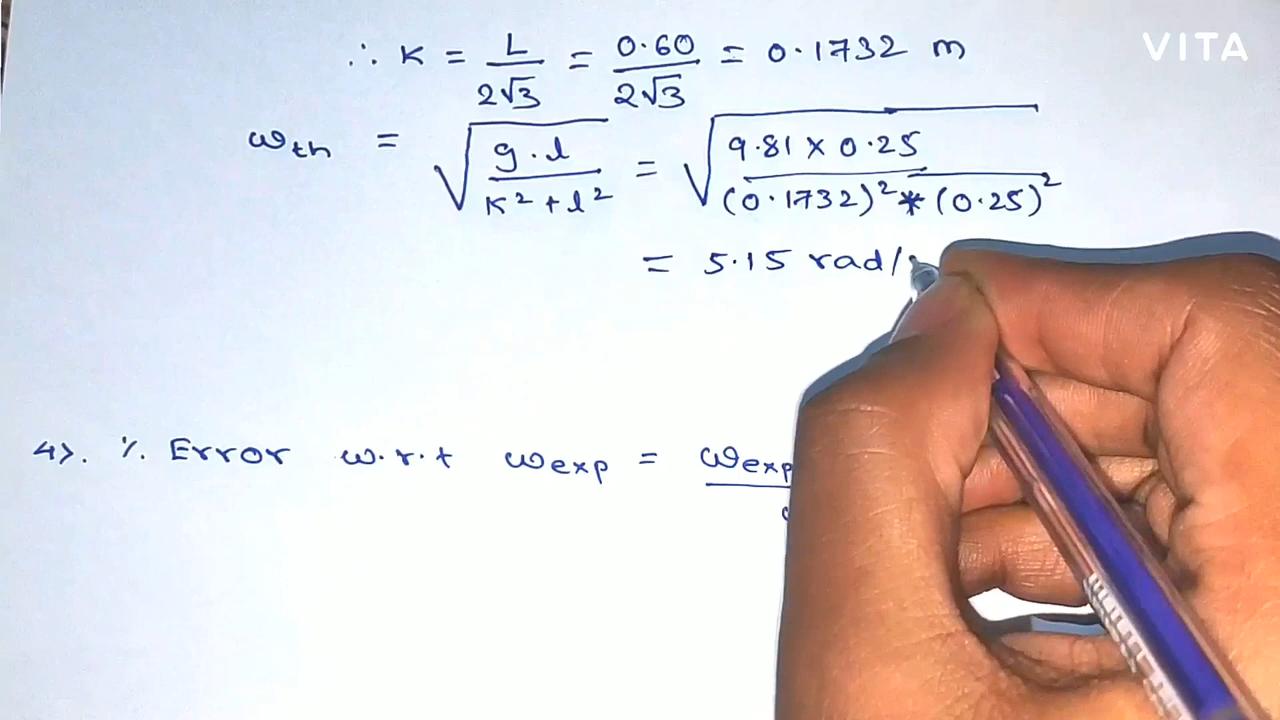 VITA
∴ K = L / 2√3 = 0.60 / 2√3 = 0.1732 m
ωth = √(g.l / K² + l²) = √(9.81 × 0.25 / (0.1732)² * (0.25)²)
= 5.15 rad/
4>. %. Error w.r.t ωexp = ωexp